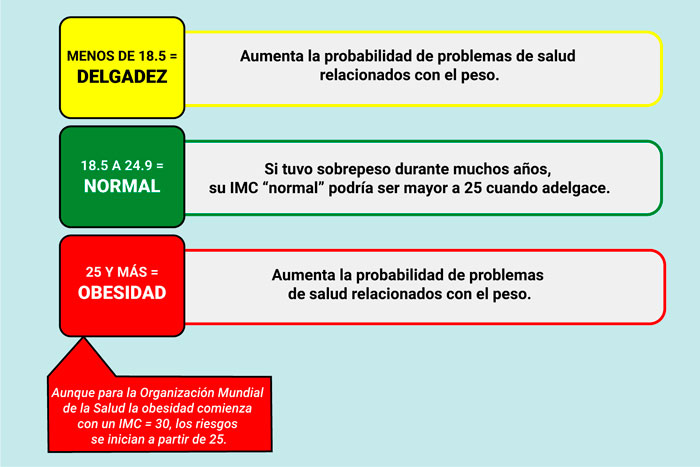 MENOS DE 18.5 =
DELGADEZ
Aumenta la probabilidad de problemas de salud
relacionados con el peso.
18.5 A 24.9 =
NORMAL
Si tuvo sobrepeso durante muchos años,
su IMC “normal” podría ser mayor a 25 cuando adelgace.
25 Y MÁS =
OBESIDAD
Aumenta la probabilidad de problemas
de salud relacionados con el peso.
Aunque para la Organización Mundial
de la Salud la obesidad comienza
con un IMC = 30, los riesgos
se inician a partir de 25.